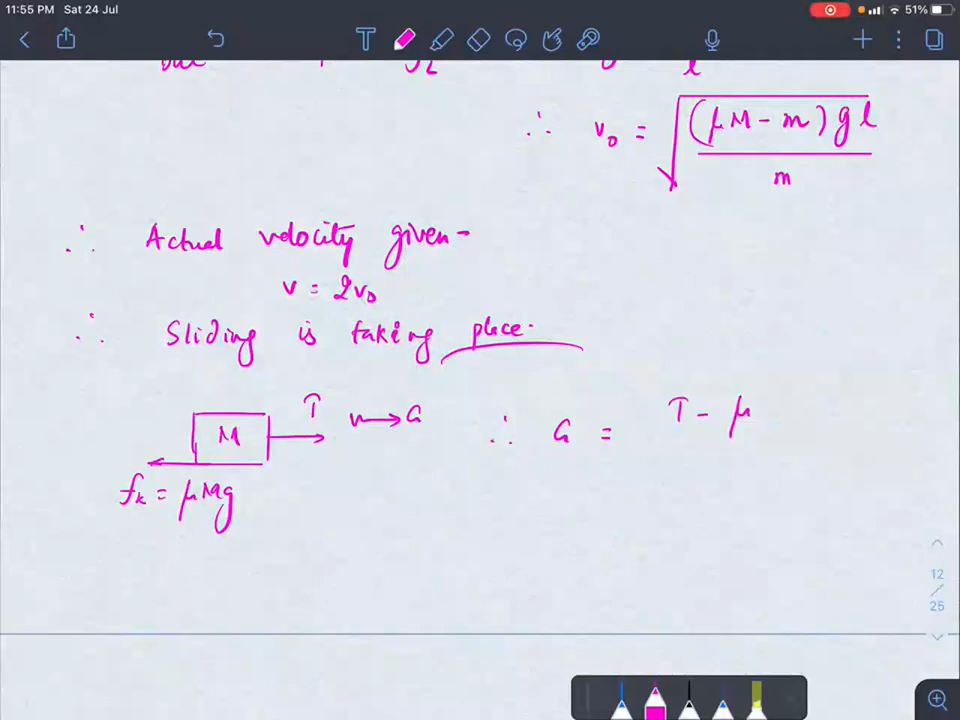 11:55 PM Sat 24 Jul
51%
∴ v₀ = √((μM - m) g l / m)
∴ Actual velocity given -
v = 2v₀
∴ Sliding is taking place.
M T → a ∴ a = T - μ
fₖ = μMg
12
/
25